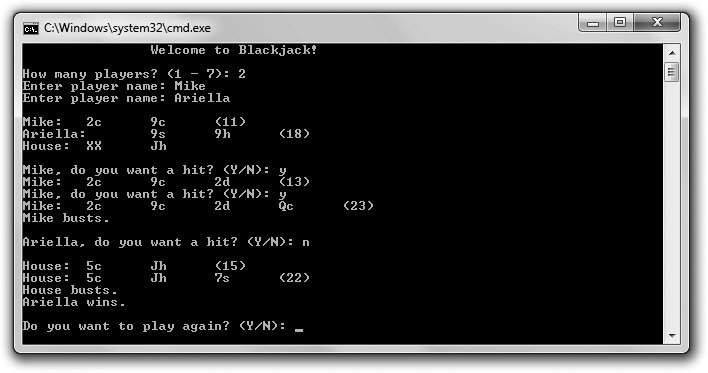 C:\Windows\system32\cmd.exe
Welcome to Blackjack!
How many players? (1 - 7): 2
Enter player name: Mike
Enter player name: Ariella
Mike: 2c 9c (11)
Ariella: 9s 9h (18)
House: XX Jh
Mike, do you want a hit? (Y/N): y
Mike: 2c 9c 2d (13)
Mike, do you want a hit? (Y/N): y
Mike: 2c 9c 2d Qc (23)
Mike busts.
Ariella, do you want a hit? (Y/N): n
House: 5c Jh (15)
House: 5c Jh 7s (22)
House busts.
Ariella wins.
Do you want to play again? (Y/N): _